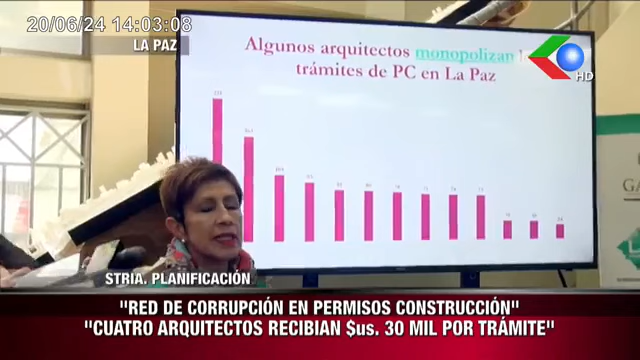 20/06/24 14:03:08
LA PAZ
Algunos arquitectos monopolizan
trámites de PC en La Paz
HD
GA
STRIA. PLANIFICACIÓN
"RED DE CORRUPCIÓN EN PERMISOS CONSTRUCCIÓN"
"CUATRO ARQUITECTOS RECIBIAN $us. 30 MIL POR TRÁMITE"